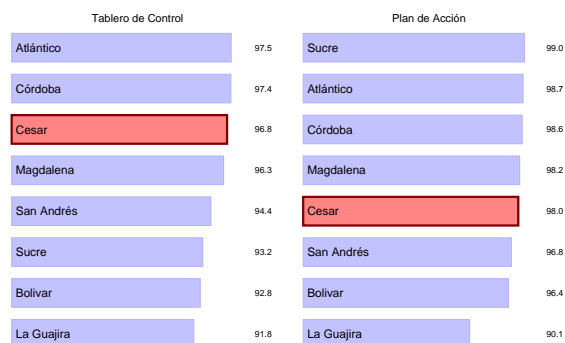 Tablero de Control
Atlántico 97.5
Córdoba 97.4
Cesar 96.8
Magdalena 96.3
San Andrés 94.4
Sucre 93.2
Bolivar 92.8
La Guajira 91.8
Plan de Acción
Sucre 99.0
Atlántico 98.7
Córdoba 98.6
Magdalena 98.2
Cesar 98.0
San Andrés 96.8
Bolivar 96.4
La Guajira 90.1